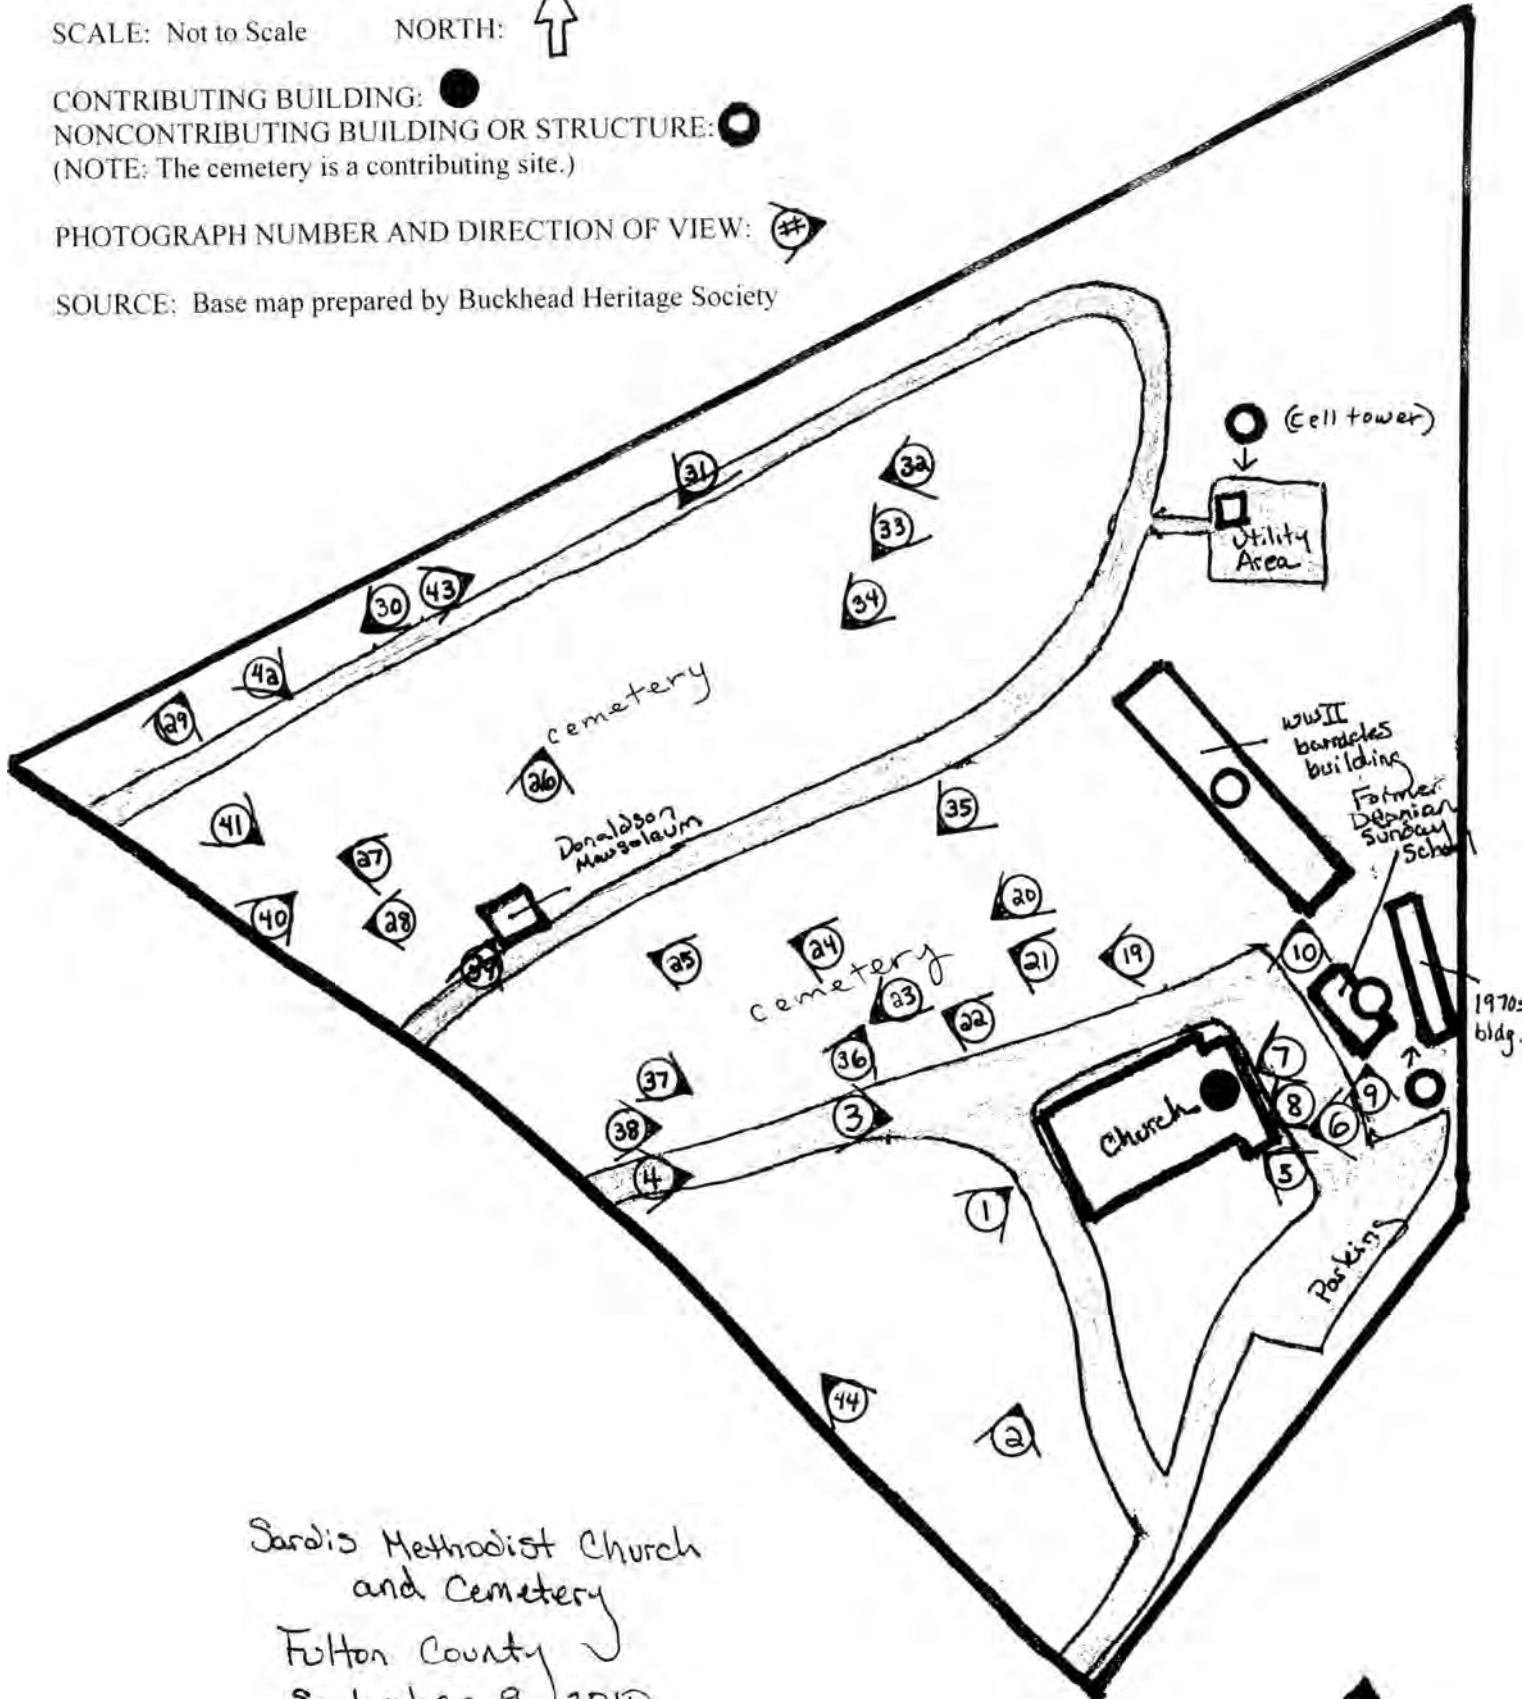 SCALE: Not to Scale NORTH:
CONTRIBUTING BUILDING:
NONCONTRIBUTING BUILDING OR STRUCTURE:
(NOTE: The cemetery is a contributing site.)
PHOTOGRAPH NUMBER AND DIRECTION OF VIEW: #
SOURCE: Base map prepared by Buckhead Heritage Society
(cell tower)
31
32
33
Utility
Area
30
43
34
42
29
cemetery
26
WWII
barracks
building
41
27
Donaldson
Mausoleum
35
Former
Sunday
School
40
28
20
39
25
24
cemetery
21
19
10
23
22
1970s
bldg.
36
37
7
3
Church
8
9
38
6
4
5
1
Parking
44
2
Sardis Methodist Church
and Cemetery
Fulton County
September 8, 2010